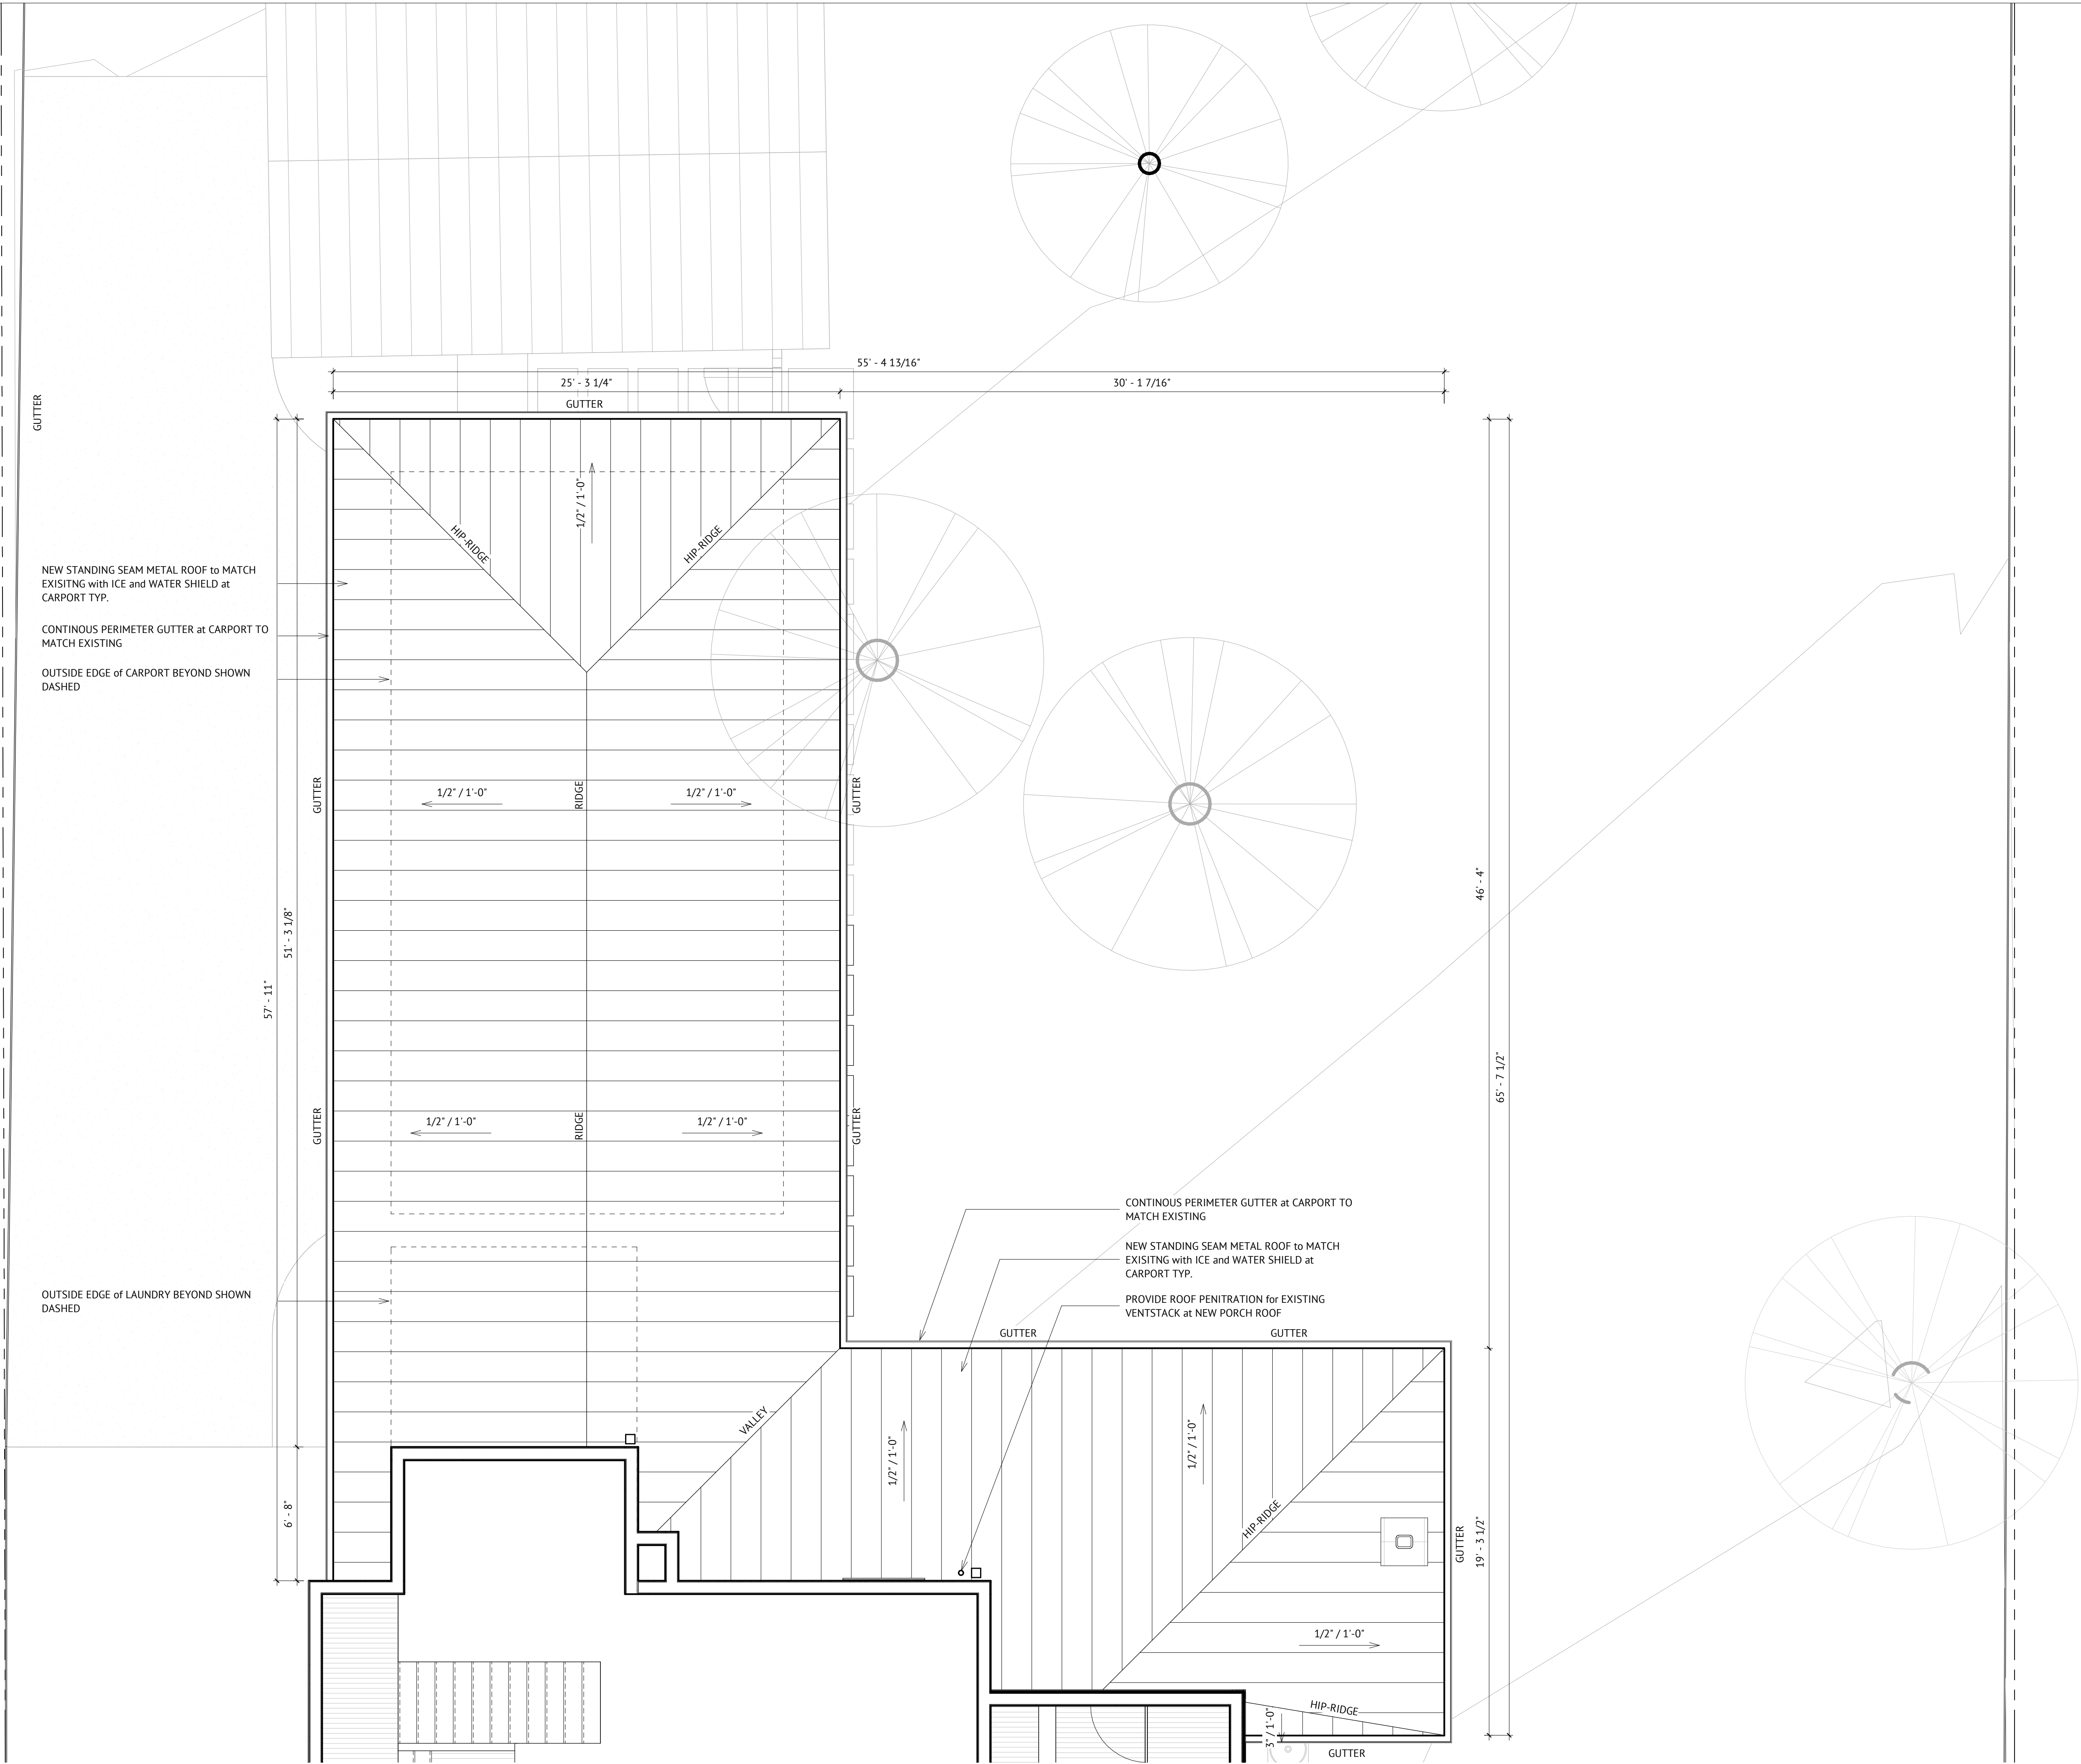 55' - 4 13/16"
25' - 3 1/4"
30' - 1 7/16"
GUTTER
GUTTER
1/2" / 1'-0"
HIP-RIDGE
HIP-RIDGE
NEW STANDING SEAM METAL ROOF to MATCH
EXISITNG with ICE and WATER SHIELD at
CARPORT TYP.
CONTINOUS PERIMETER GUTTER at CARPORT TO
MATCH EXISTING
OUTSIDE EDGE of CARPORT BEYOND SHOWN
DASHED
GUTTER
1/2" / 1'-0"
RIDGE
1/2" / 1'-0"
GUTTER
46' - 4"
51' - 3 1/8"
57' - 11"
65' - 7 1/2"
GUTTER
1/2" / 1'-0"
RIDGE
1/2" / 1'-0"
GUTTER
CONTINOUS PERIMETER GUTTER at CARPORT TO
MATCH EXISTING
NEW STANDING SEAM METAL ROOF to MATCH
EXISITNG with ICE and WATER SHIELD at
CARPORT TYP.
PROVIDE ROOF PENITRATION for EXISTING
VENTSTACK at NEW PORCH ROOF
OUTSIDE EDGE of LAUNDRY BEYOND SHOWN
DASHED
GUTTER
GUTTER
VALLEY
1/2" / 1'-0"
1/2" / 1'-0"
6' - 8"
HIP-RIDGE
GUTTER
19' - 3 1/2"
1/2" / 1'-0"
HIP-RIDGE
3" / 1'-0"
GUTTER